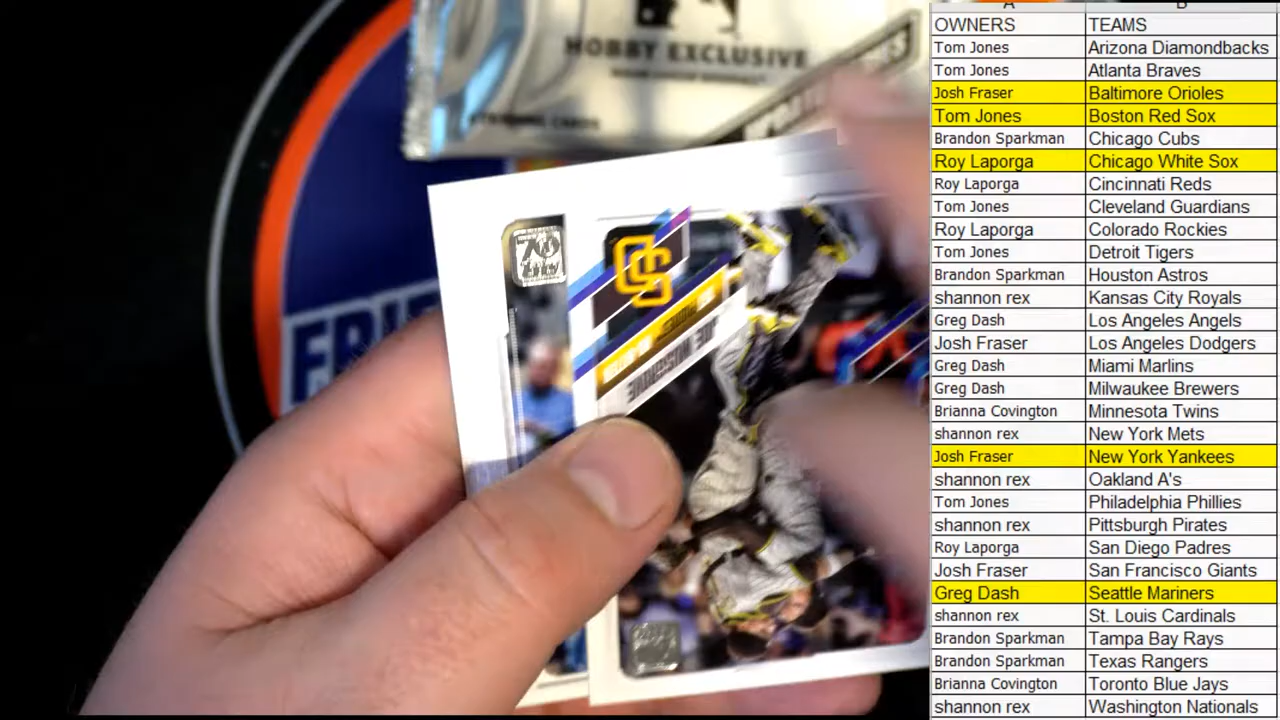 A B
OWNERS TEAMS
Tom Jones Arizona Diamondbacks
Tom Jones Atlanta Braves
Josh Fraser Baltimore Orioles
Tom Jones Boston Red Sox
Brandon Sparkman Chicago Cubs
Roy Laporga Chicago White Sox
Roy Laporga Cincinnati Reds
Tom Jones Cleveland Guardians
Roy Laporga Colorado Rockies
Tom Jones Detroit Tigers
Brandon Sparkman Houston Astros
shannon rex Kansas City Royals
Greg Dash Los Angeles Angels
Josh Fraser Los Angeles Dodgers
Greg Dash Miami Marlins
Greg Dash Milwaukee Brewers
Brianna Covington Minnesota Twins
shannon rex New York Mets
Josh Fraser New York Yankees
shannon rex Oakland A's
Tom Jones Philadelphia Phillies
shannon rex Pittsburgh Pirates
Roy Laporga San Diego Padres
Josh Fraser San Francisco Giants
Greg Dash Seattle Mariners
shannon rex St. Louis Cardinals
Brandon Sparkman Tampa Bay Rays
Brandon Sparkman Texas Rangers
Brianna Covington Toronto Blue Jays
shannon rex Washington Nationals
HOBBY EXCLUSIVE
TRADING CARDS
JOE MUSGROVE
FRI